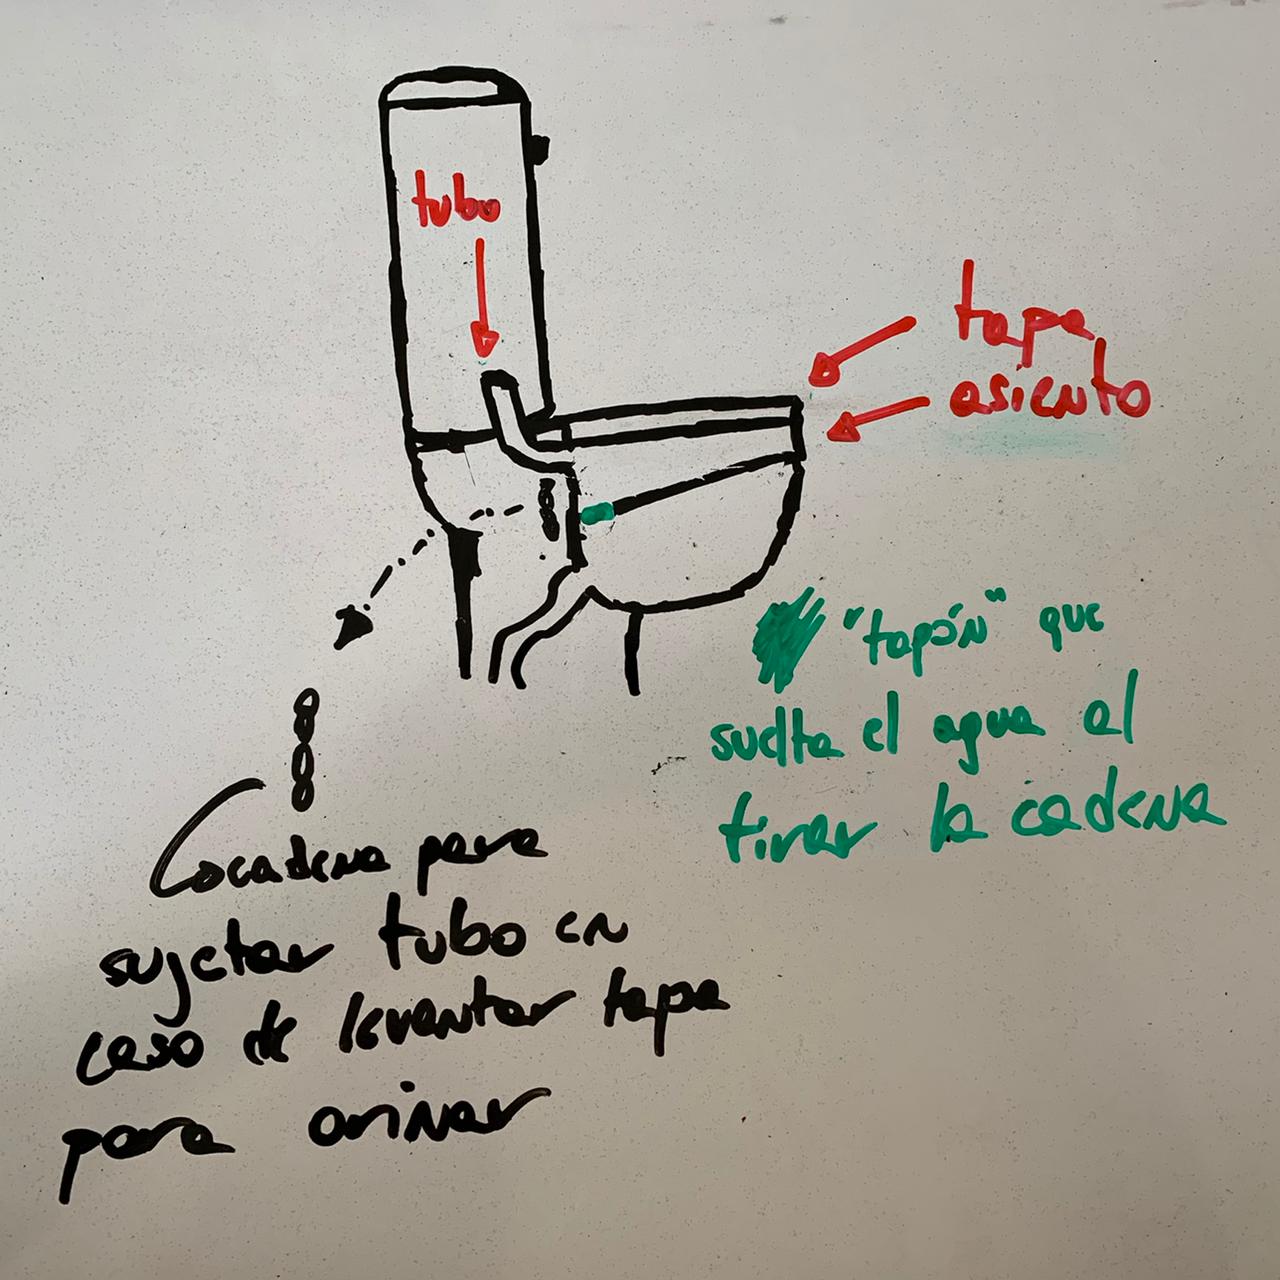 tubo
tapa
asiento
"tapón" que
suelta el agua al
tirar la cadena
cadena para
sujetar tubo en
caso de levantar tapa
para orinar